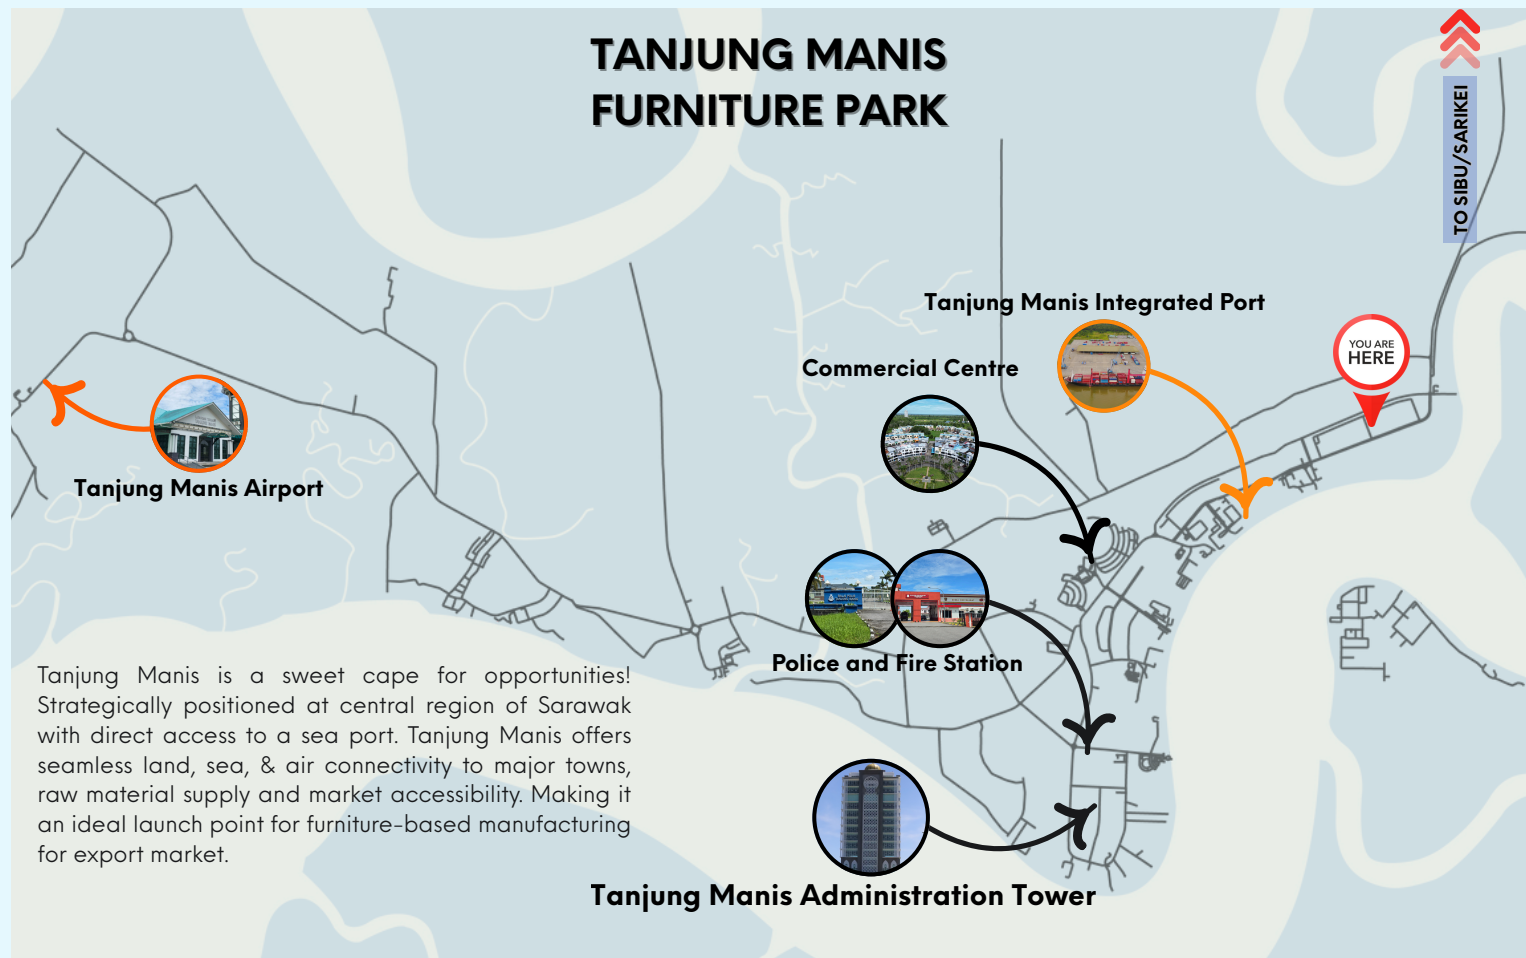 TANJUNG MANIS
FURNITURE PARK
TO SIBU/SARIKEI
Tanjung Manis Integrated Port
YOU ARE
HERE
Commercial Centre
Tanjung Manis Airport
Police and Fire Station
Tanjung Manis is a sweet cape for opportunities!
Strategically positioned at central region of Sarawak
with direct access to a sea port. Tanjung Manis offers
seamless land, sea, & air connectivity to major towns,
raw material supply and market accessibility. Making it
an ideal launch point for furniture-based manufacturing
for export market.
Tanjung Manis Administration Tower